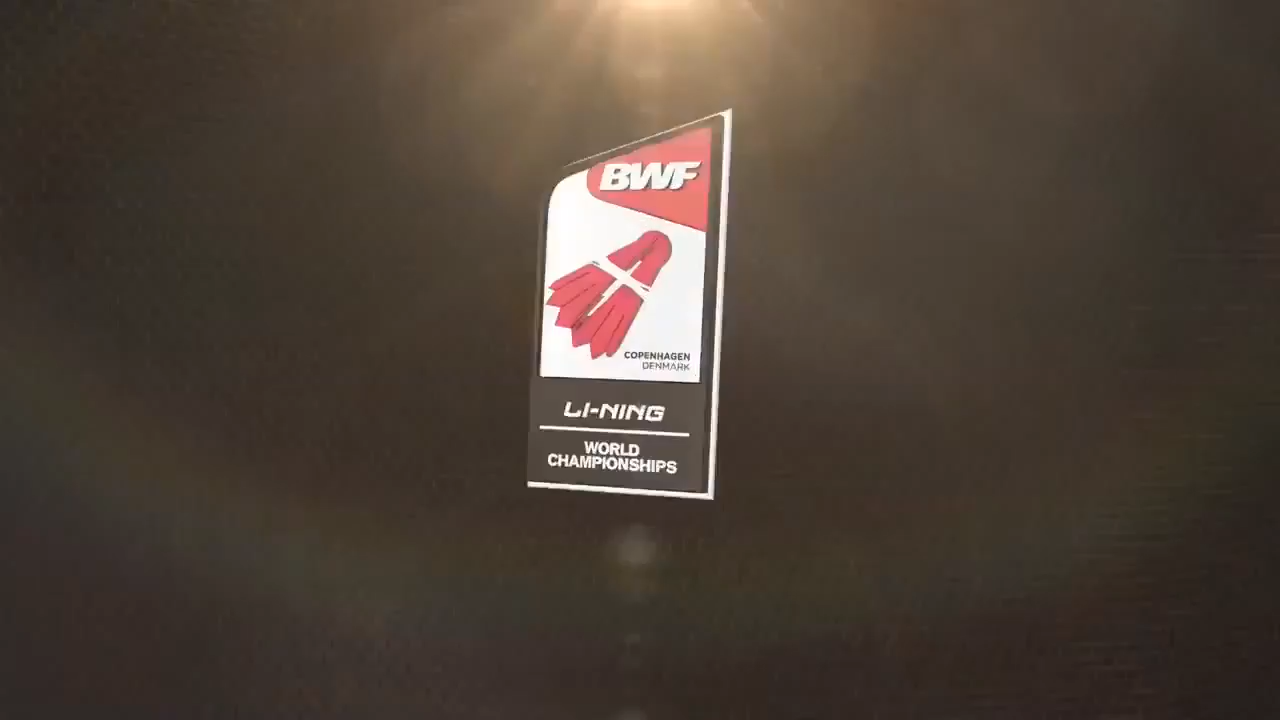 BWF
COPENHAGEN
DENMARK
LI-NING
WORLD
CHAMPIONSHIPS